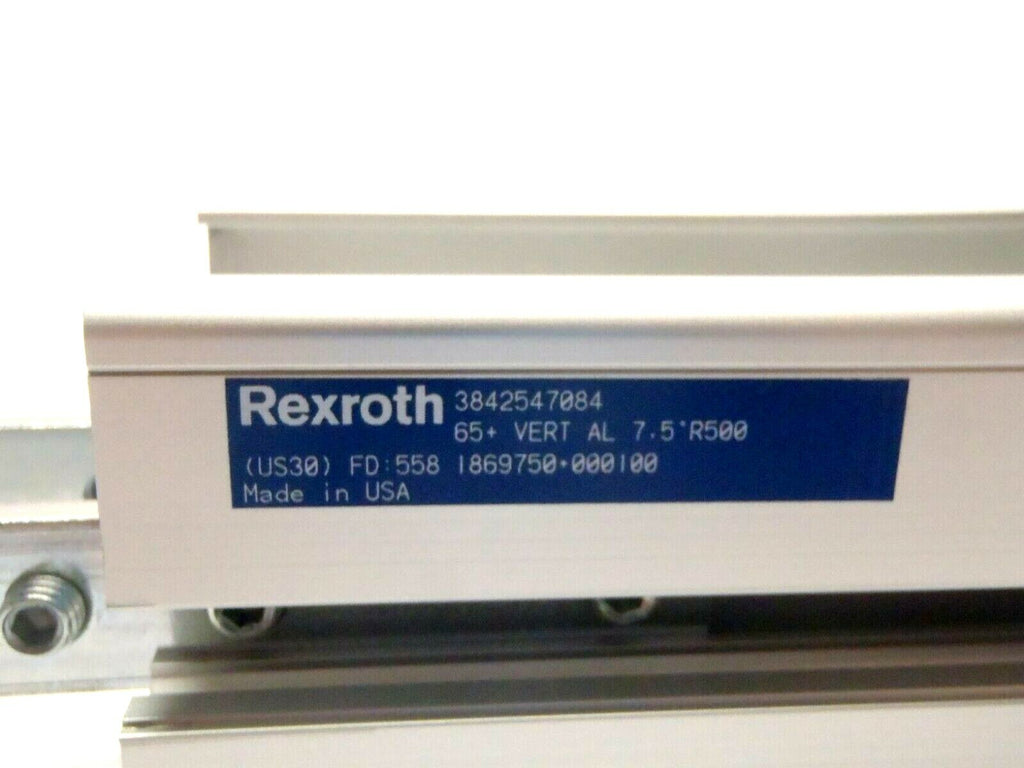 Rexroth 3842547084
65+ VERT AL 7.5°R500
(US30) FD:558 1869750+000100
Made in USA